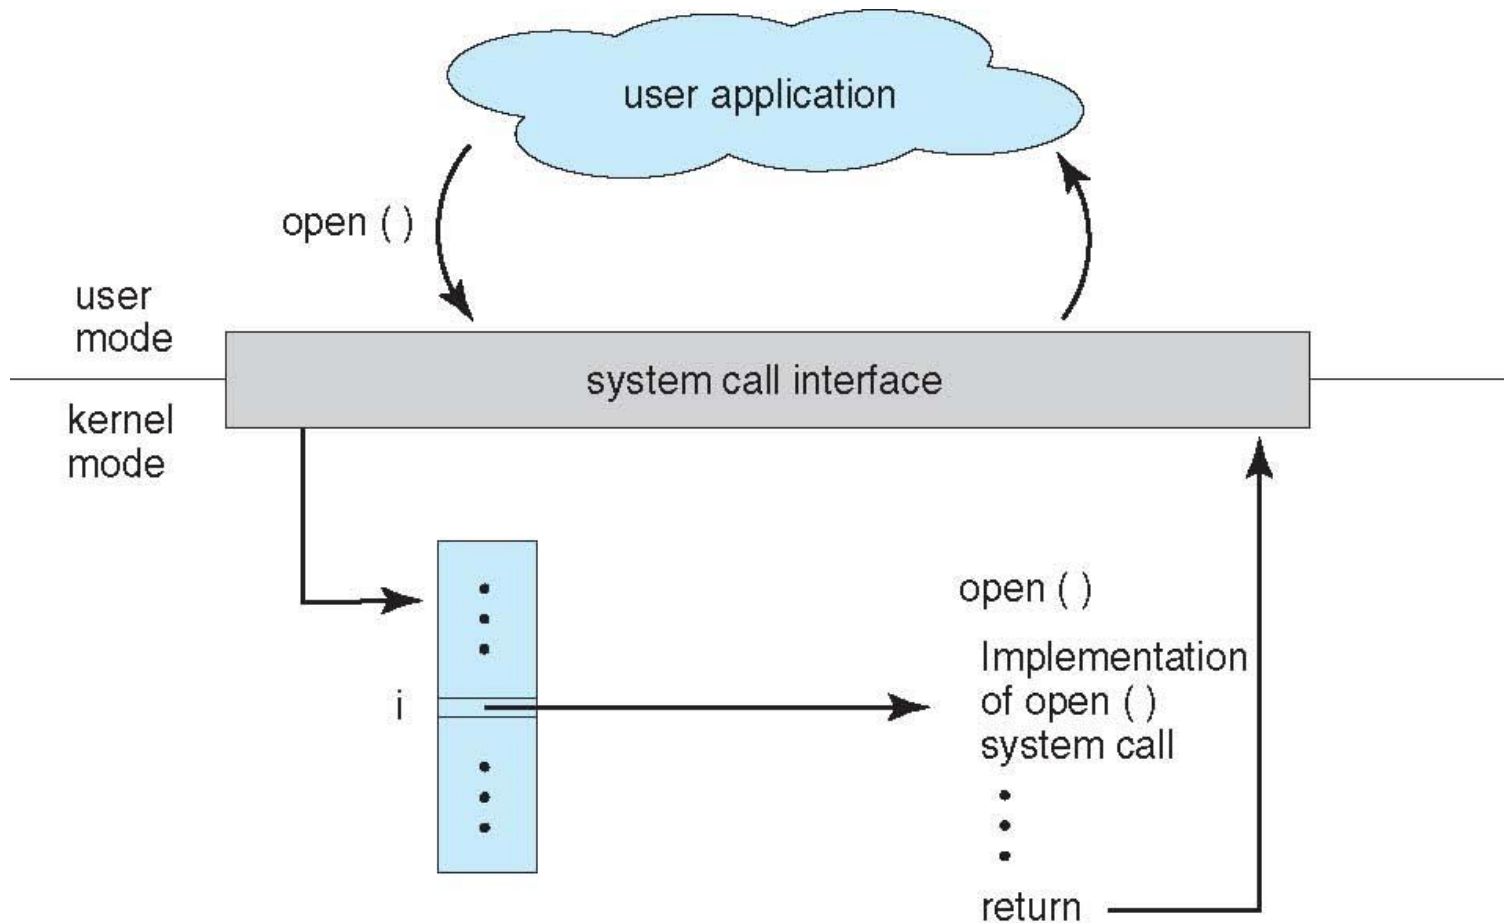 user application
open ( )
user
mode
system call interface
kernel
mode
open ( )
i
Implementation
of open ( )
system call
return